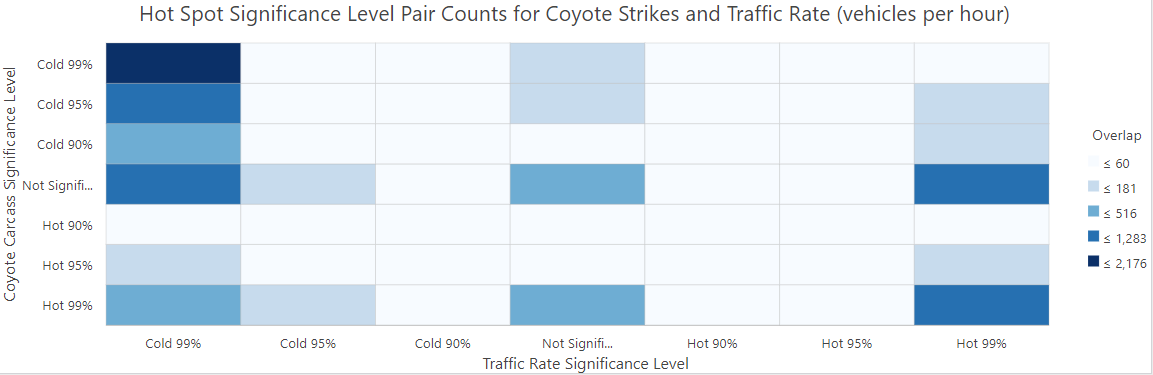 Hot Spot Significance Level Pair Counts for Coyote Strikes and Traffic Rate (vehicles per hour)
Coyote Carcass Significance Level
Cold 99%
Cold 95%
Cold 90%
Not Signifi...
Hot 90%
Hot 95%
Hot 99%
Cold 99% Cold 95% Cold 90% Not Signifi... Hot 90% Hot 95% Hot 99%
Traffic Rate Significance Level
Overlap
≤ 60
≤ 181
≤ 516
≤ 1,283
≤ 2,176